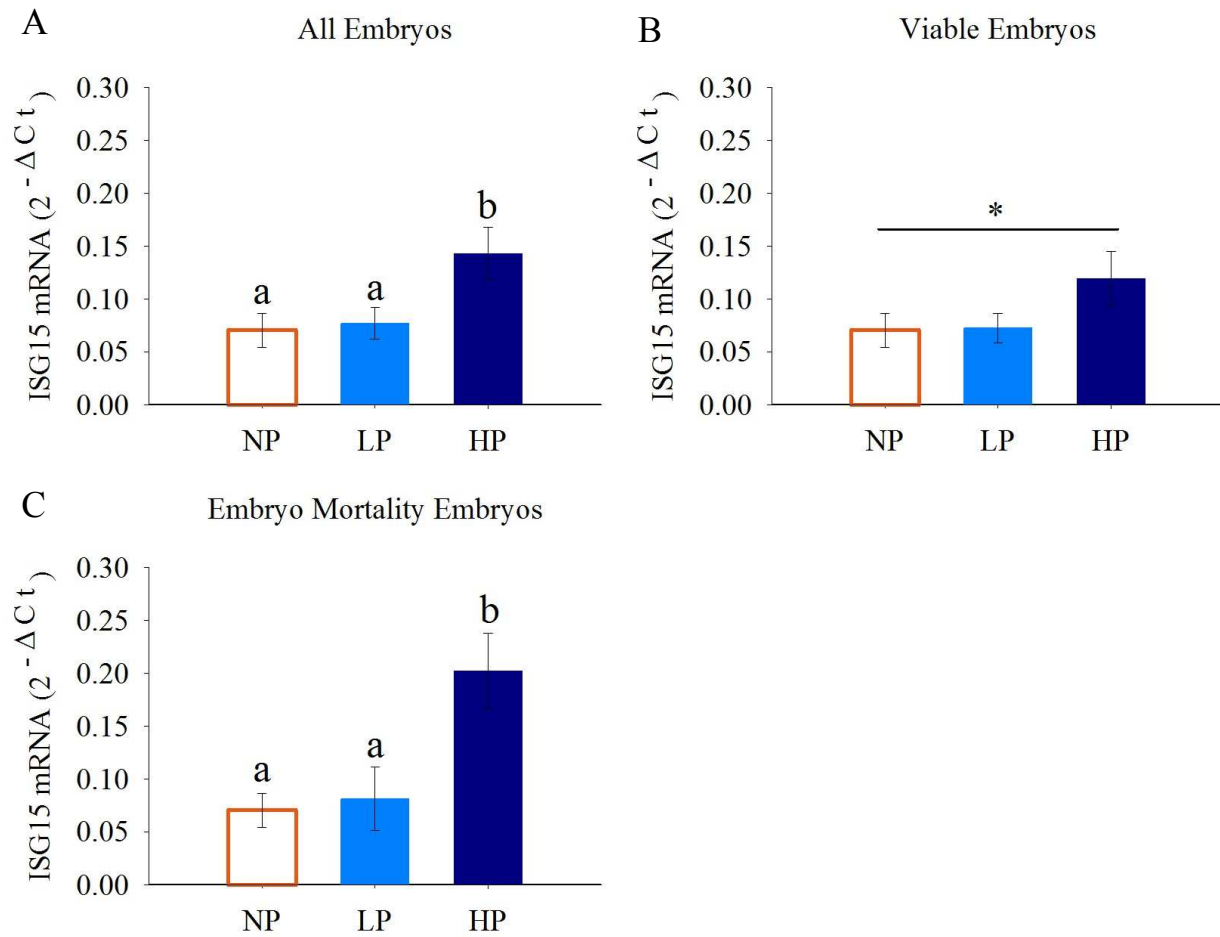 A
All Embryos
ISG15 mRNA (2^-ΔCt)
0.30
0.25
0.20
0.15
0.10
0.05
0.00
a
a
b
NP LP HP
B
Viable Embryos
ISG15 mRNA (2^-ΔCt)
0.30
0.25
0.20
0.15
0.10
0.05
0.00
*
NP LP HP
C
Embryo Mortality Embryos
ISG15 mRNA (2^-ΔCt)
0.30
0.25
0.20
0.15
0.10
0.05
0.00
a
a
b
NP LP HP